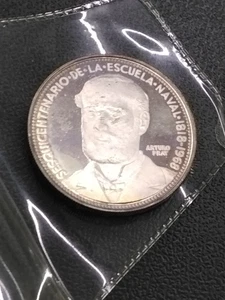 SESQUICENTENARIO·DE·LA·ESCUELA·NAVAL·1818-1968
ARTURO
PRAT